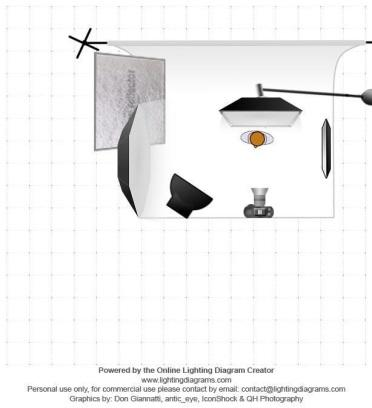 Reflector
Powered by the Online Lighting Diagram Creator
www.lightingdiagrams.com
Personal use only, for commercial use please contact by email: contact@lightingdiagrams.com
Graphics by: Don Giannatti, antic_eye, IconShock & QH Photography